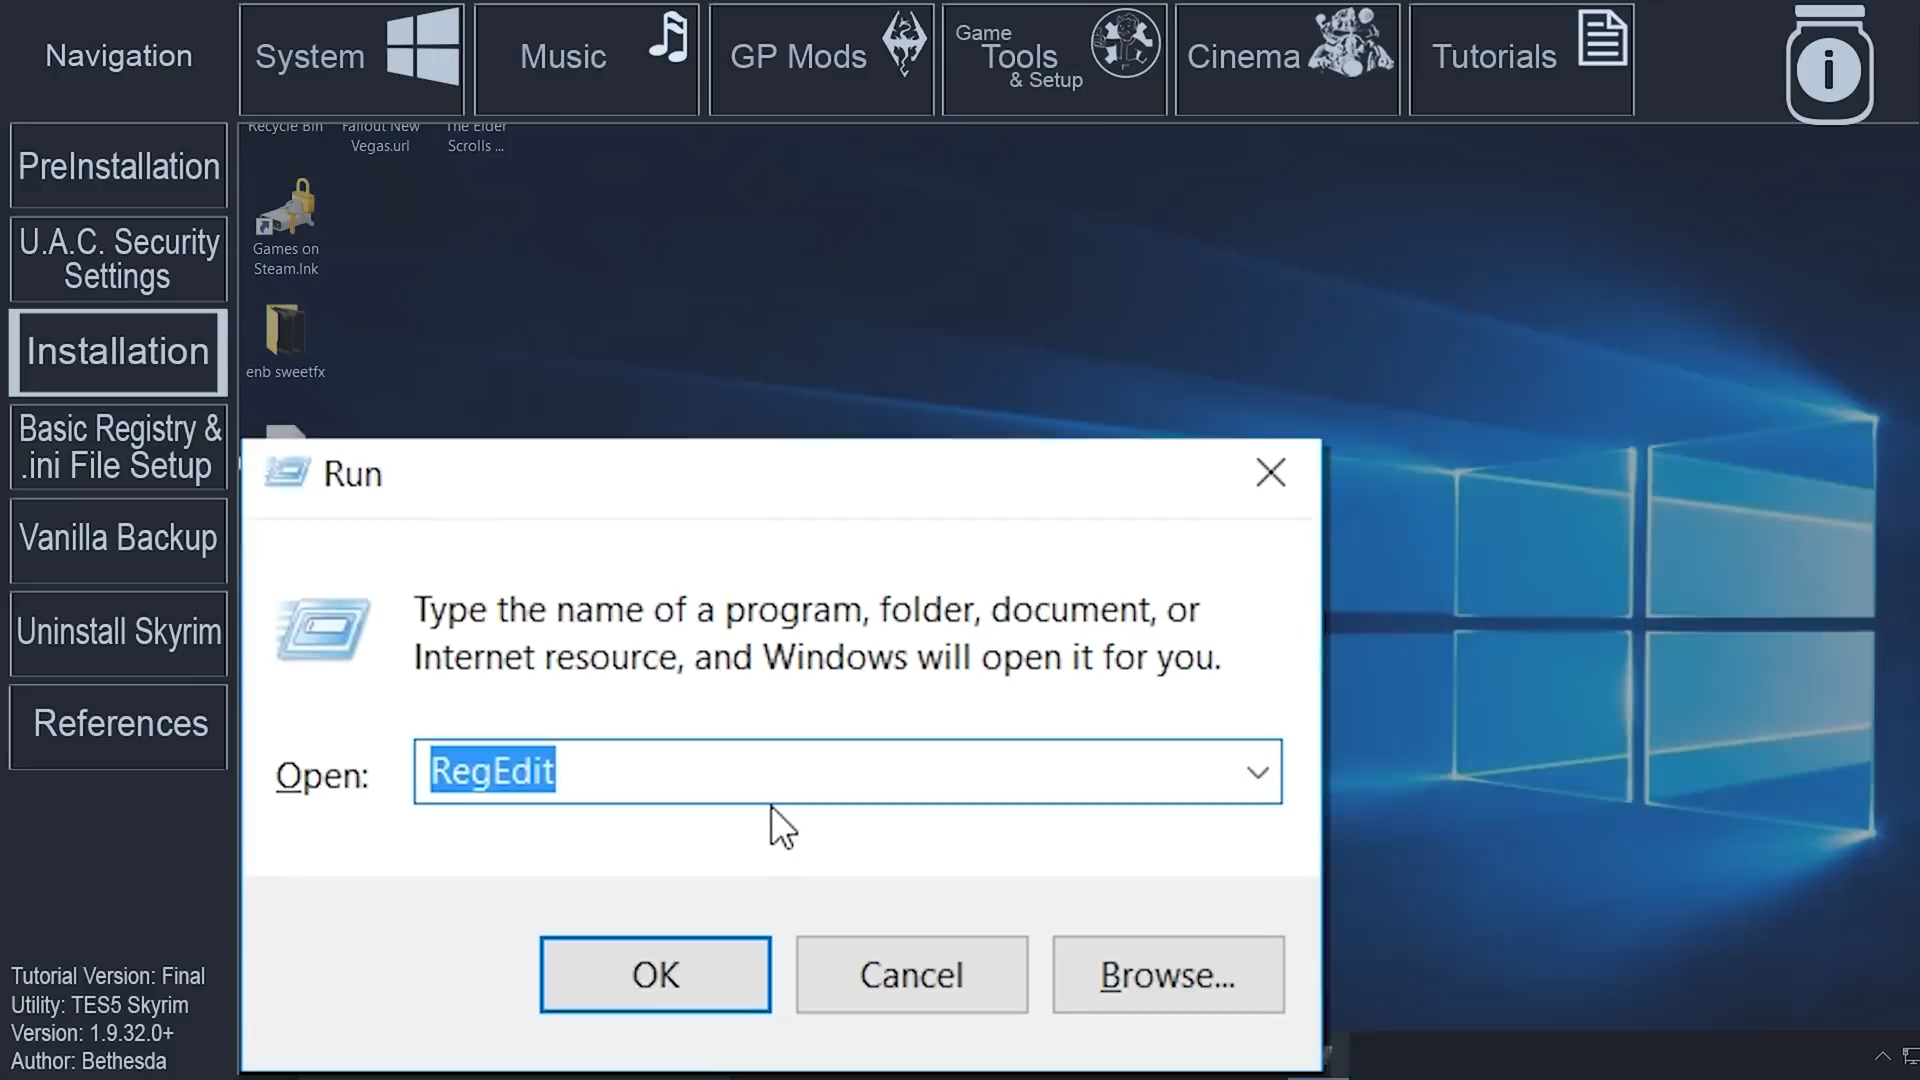 Navigation
System
Music
GP Mods
Game
Tools
& Setup
Cinema
Tutorials
i
PreInstallation
U.A.C. Security
Settings
Installation
Basic Registry &
.ini File Setup
Vanilla Backup
Uninstall Skyrim
References
Tutorial Version: Final
Utility: TES5 Skyrim
Version: 1.9.32.0+
Author: Bethesda
Recycle Bin
Fallout New
Vegas.url
The Elder
Scrolls ...
Games on
Steam.lnk
enb sweetfx
Run
Type the name of a program, folder, document, or
Internet resource, and Windows will open it for you.
Open:
RegEdit
OK
Cancel
Browse...